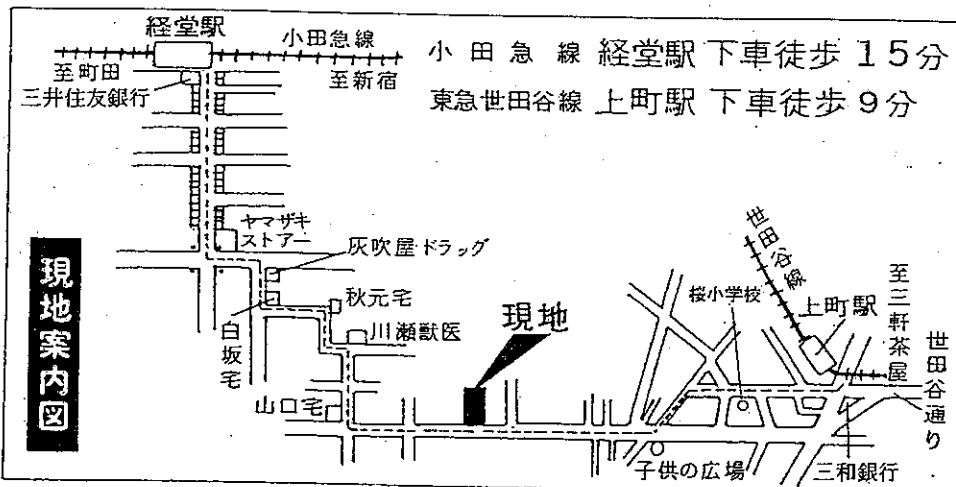 経堂駅
小田急線
至町田
至新宿
三井住友銀行
小田急線 経堂駅 下車徒歩 15分
東急世田谷線 上町駅 下車徒歩 9分
ヤマザキ
ストアー
灰吹屋ドラッグ
秋元宅
白坂宅
川瀬獣医
山口宅
現地
世田谷線
桜小学校
上町駅
至三軒茶屋
世田谷通り
子供の広場
三和銀行
現地案内図